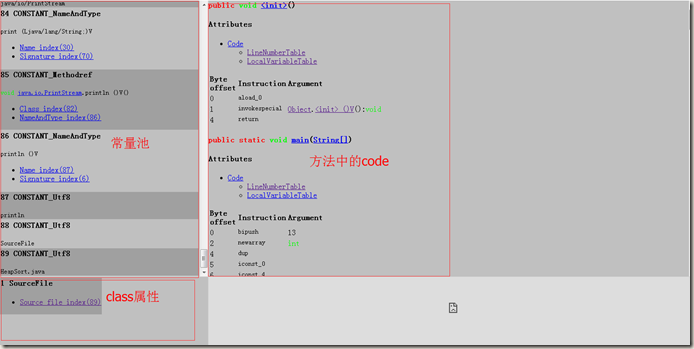 java/io/PrintStream
84 CONSTANT_NameAndType
print (Ljava/lang/String;)V
Name index(30)
Signature index(70)
85 CONSTANT_Methodref
void java.io.PrintStream.println ()V()
Class index(82)
NameAndType index(86)
86 CONSTANT_NameAndType
println ()V
Name index(87)
Signature index(6)
常量池
87 CONSTANT_Utf8
println
88 CONSTANT_Utf8
SourceFile
89 CONSTANT_Utf8
HeapSort.java
1 SourceFile
Source file index(89)
class属性
public void <init>()
Attributes
Code
LineNumberTable
LocalVariableTable
Byte offset Instruction Argument
0 aload_0
1 invokespecial Object.<init> ()V():void
4 return
public static void main(String[])
方法中的code
Attributes
Code
LineNumberTable
LocalVariableTable
Byte offset Instruction Argument
0 bipush 13
2 newarray int
4 dup
5 iconst_0
6 iconst_4